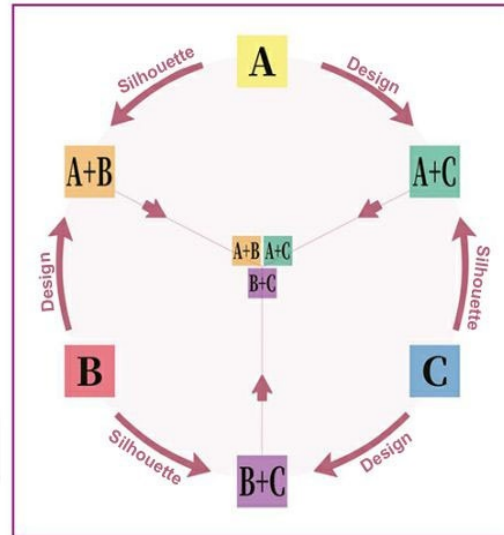 A
Silhouette
Design
A+B
A+C
A+B
A+C
B+C
Design
Silhouette
B
C
Silhouette
Design
B+C